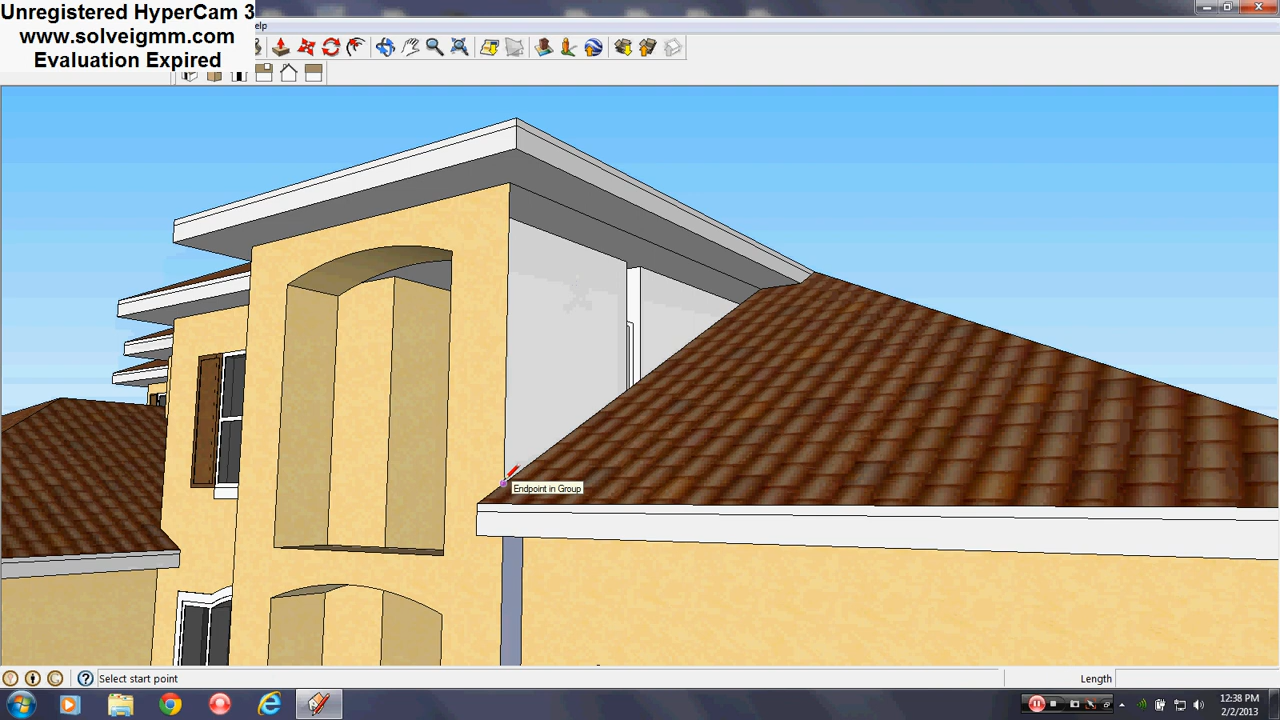 Unregistered HyperCam 3
www.solveigmm.com
Evaluation Expired
elp
Endpoint in Group
Select start point
Length
12:38 PM
2/2/2013